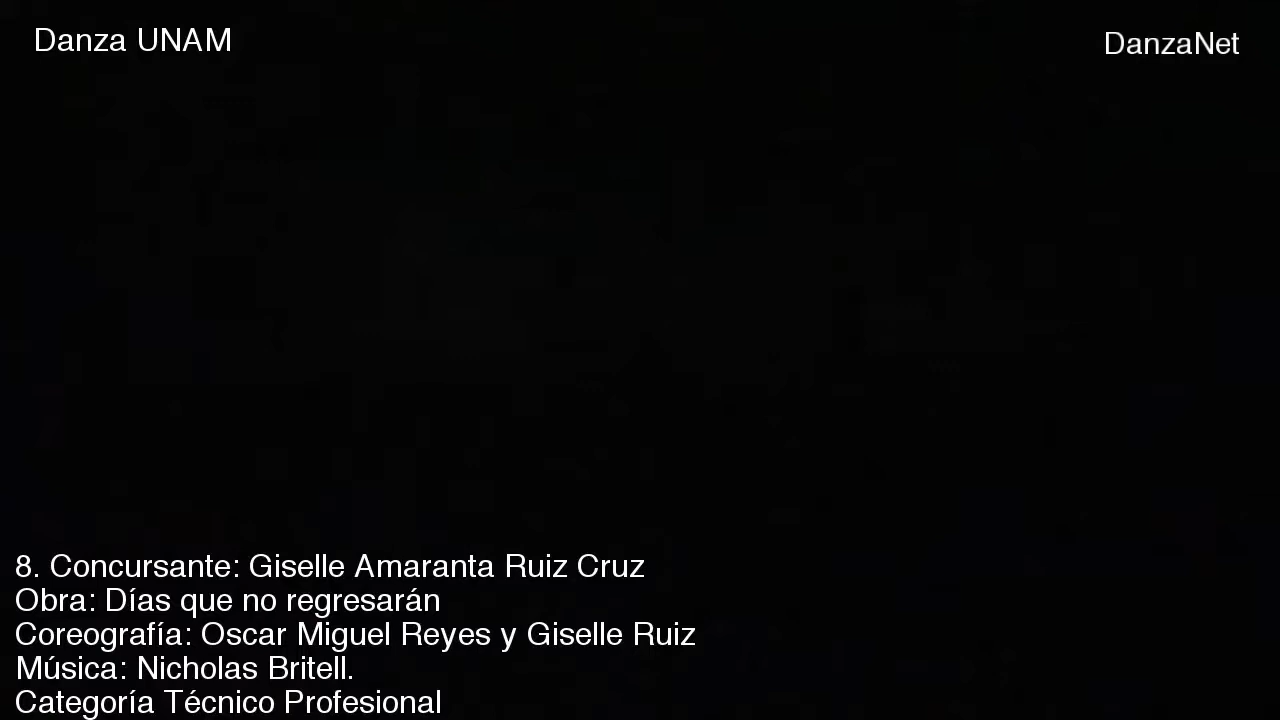 Danza UNAM
DanzaNet
8. Concursante: Giselle Amaranta Ruiz Cruz
Obra: Días que no regresarán
Coreografía: Oscar Miguel Reyes y Giselle Ruiz
Música: Nicholas Britell.
Categoría Técnico Profesional